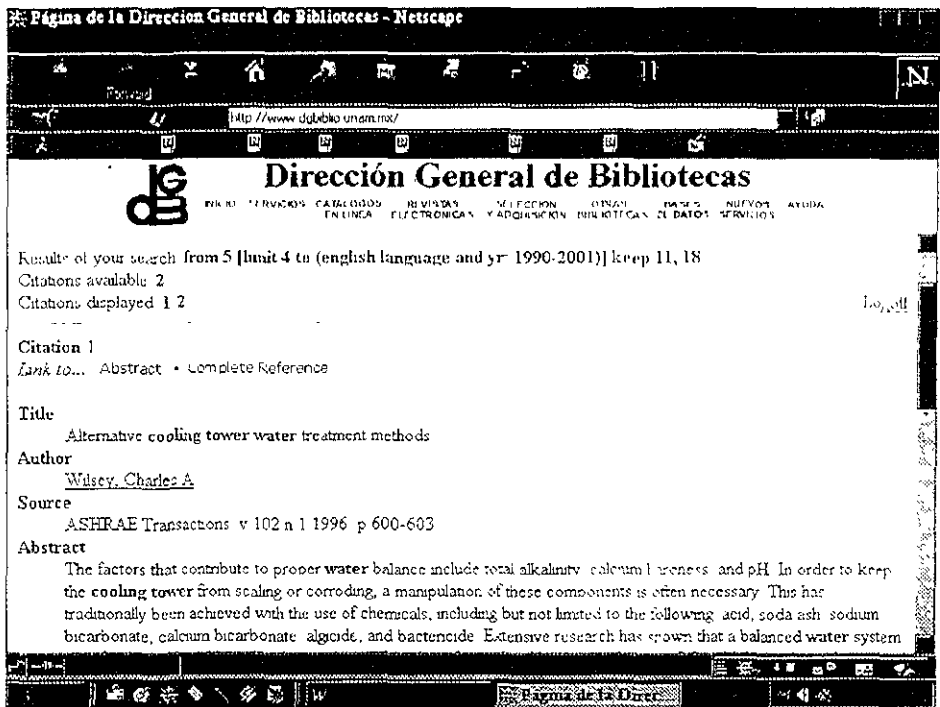 Página de la Direccion General de Bibliotecas - Netscape
Forward
N
http //www dgbiblio unam.mx/
Dirección General de Bibliotecas
INICIO SERVICIOS CATALOGOS EN LINEA REVISTAS ELECTRONICAS SELECCION Y ADQUISICION OTRAS BIBLIOTECAS BASES DE DATOS NUEVOS SERVICIOS AYUDA
Results of your search from 5 [limit 4 to (english language and yr 1990-2001)] keep 11, 18
Citations available 2
Citations displayed 1 2
Logoff
Citation 1
Link to... Abstract • Complete Reference
Title
Alternative cooling tower water treatment methods
Author
Wilsey, Charles A
Source
ASHRAE Transactions v 102 n 1 1996 p 600-603
Abstract
The factors that contribute to proper water balance include total alkalinity calcium hardness and pH In order to keep
the cooling tower from scaling or corroding, a manipulation of these components is often necessary This has
traditionally been achieved with the use of chemicals, including but not limited to the following acid, soda ash sodium
bicarbonate, calcium bicarbonate algicide, and bactericide Extensive research has shown that a balanced water system
W
Página de la Direc